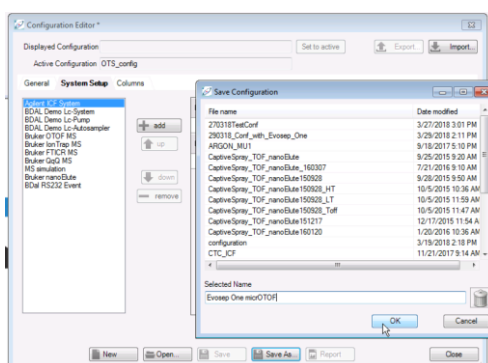 Configuration Editor *
Displayed Configuration
Set to active
Export...
Import...
Active Configuration OTS_config
General System Setup Columns
Agilent ICF System
BDAL Demo Lc-System
BDAL Demo Lc-Pump
BDAL Demo Lc-Autosampler
Bruker OTOF MS
Bruker Ion Trap MS
Bruker FTICR MS
Bruker QqQ MS
MS simulation
Bruker nanoElute
BDal RS232 Event
add
up
down
remove
Save Configuration
File name Date modified
270318TestConf 3/27/2018 3:01 PM
290318_Conf_with_Evosep_One 3/29/2018 2:11 PM
ARGON_MU1 9/18/2017 5:10 PM
CaptiveSpray_TOF_nanoElute 9/25/2015 9:20 AM
CaptiveSpray_TOF_nanoElute_160307 7/21/2016 9:10 AM
CaptiveSpray_TOF_nanoElute150928 9/28/2015 9:50 AM
CaptiveSpray_TOF_nanoElute150928_HT 10/5/2015 10:36 AM
CaptiveSpray_TOF_nanoElute150928_LT 10/5/2015 11:59 AM
CaptiveSpray_TOF_nanoElute150928_Toff 10/5/2015 11:47 AM
CaptiveSpray_TOF_nanoElute151217 12/17/2015 11:54 A
CaptiveSpray_TOF_nanoElute160120 1/20/2016 10:36 AM
configuration 3/19/2018 2:18 PM
CTC_ICF 11/21/2017 9:14 AM
Selected Name
Evosep One micrOTOF
OK Cancel
New Open... Save Save As... Report Close